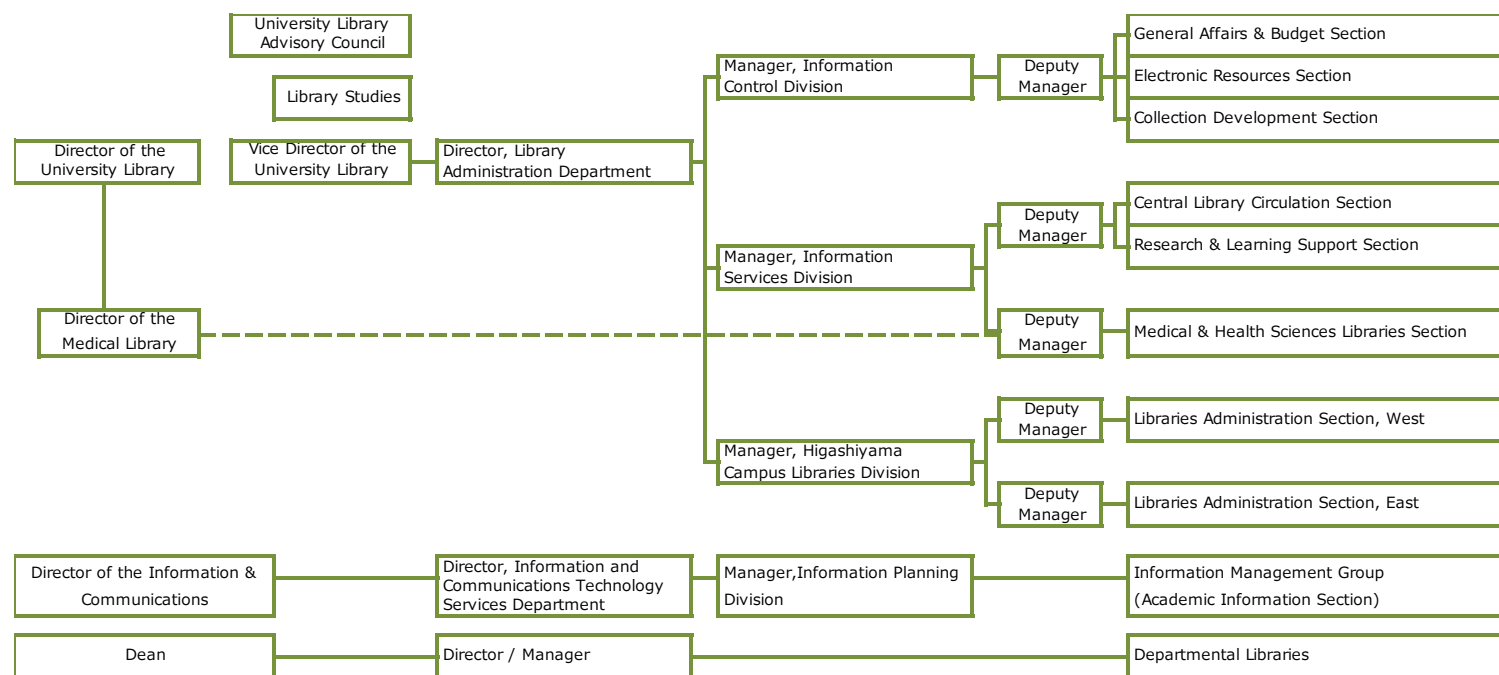 University Library
Advisory Council
Library Studies
Director of the
University Library
Vice Director of the
University Library
Director, Library
Administration Department
Manager, Information
Control Division
Deputy
Manager
General Affairs & Budget Section
Electronic Resources Section
Collection Development Section
Manager, Information
Services Division
Deputy
Manager
Central Library Circulation Section
Research & Learning Support Section
Director of the
Medical Library
Deputy
Manager
Medical & Health Sciences Libraries Section
Manager, Higashiyama
Campus Libraries Division
Deputy
Manager
Libraries Administration Section, West
Deputy
Manager
Libraries Administration Section, East
Director of the Information &
Communications
Director, Information and
Communications Technology
Services Department
Manager,Information Planning
Division
Information Management Group
(Academic Information Section)
Dean
Director / Manager
Departmental Libraries